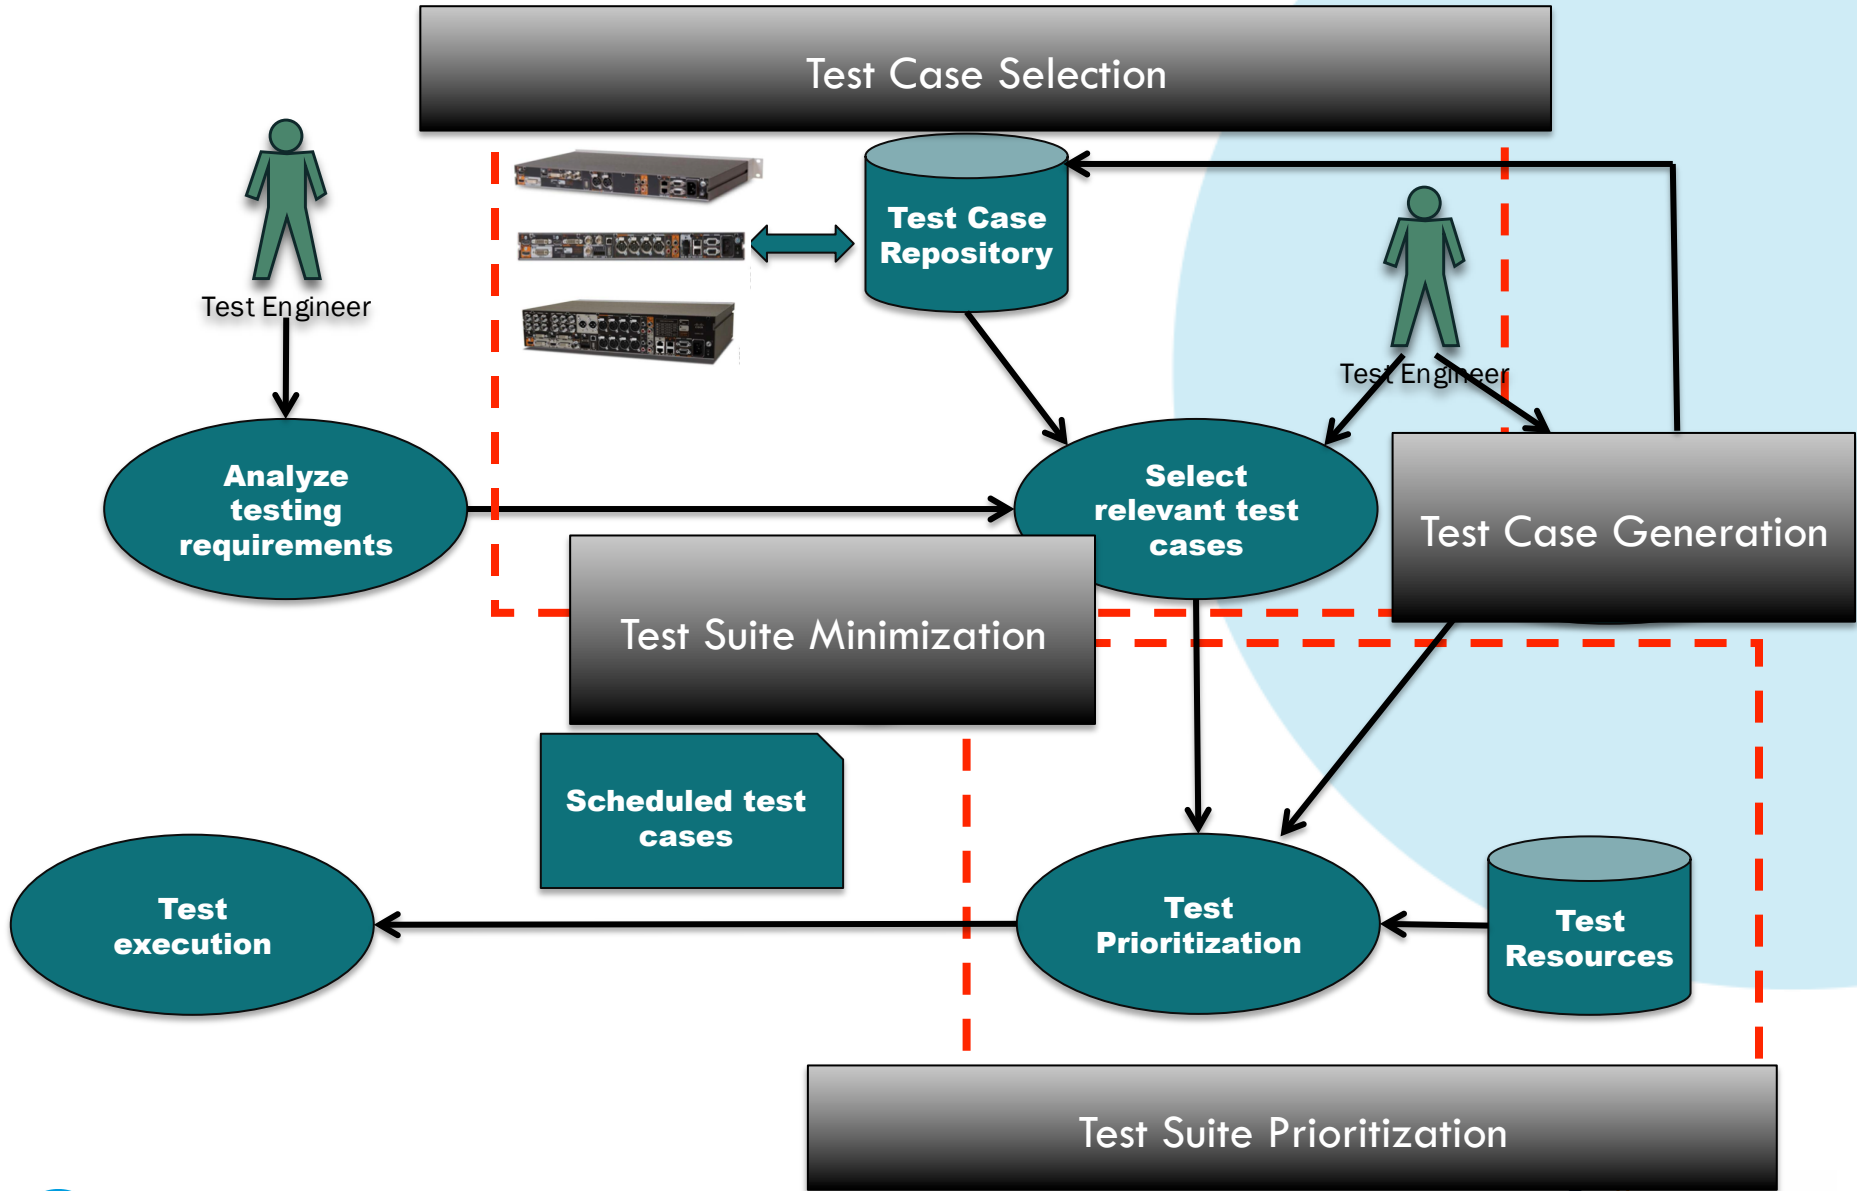 Test Case Selection
Test Case
Repository
Test Engineer
Test Engineer
Analyze
testing
requirements
Select
relevant test
cases
Test Case Generation
Test Suite Minimization
Scheduled test
cases
Test
execution
Test
Prioritization
Test
Resources
Test Suite Prioritization